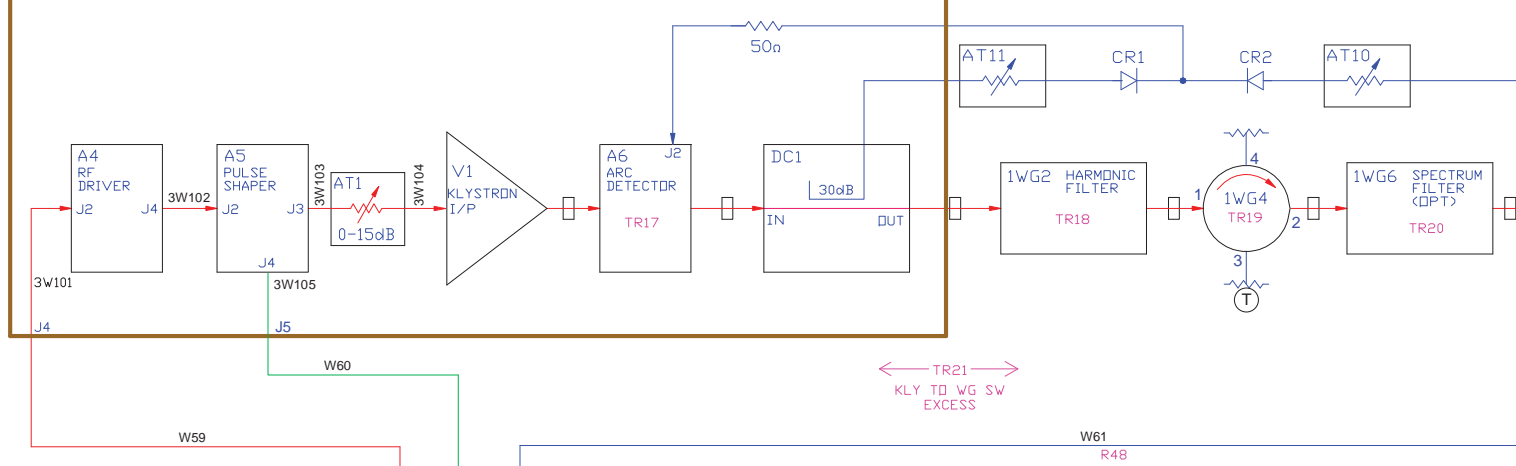 50Ω
AT11
CR1
CR2
AT10
A4
RF
DRIVER
J2
J4
3W102
A5
PULSE
SHAPER
J2
J3
J4
3W103
AT1
0-15dB
3W104
V1
KLYSTRON
I/P
A6
J2
ARC
DETECTOR
TR17
DC1
30dB
IN
OUT
1WG2
HARMONIC
FILTER
TR18
4
1
1WG4
TR19
2
3
T
1WG6
SPECTRUM
FILTER
(OPT)
TR20
3W101
3W105
J4
J5
W60
TR21
KLY TO WG SW
EXCESS
W59
W61
R48